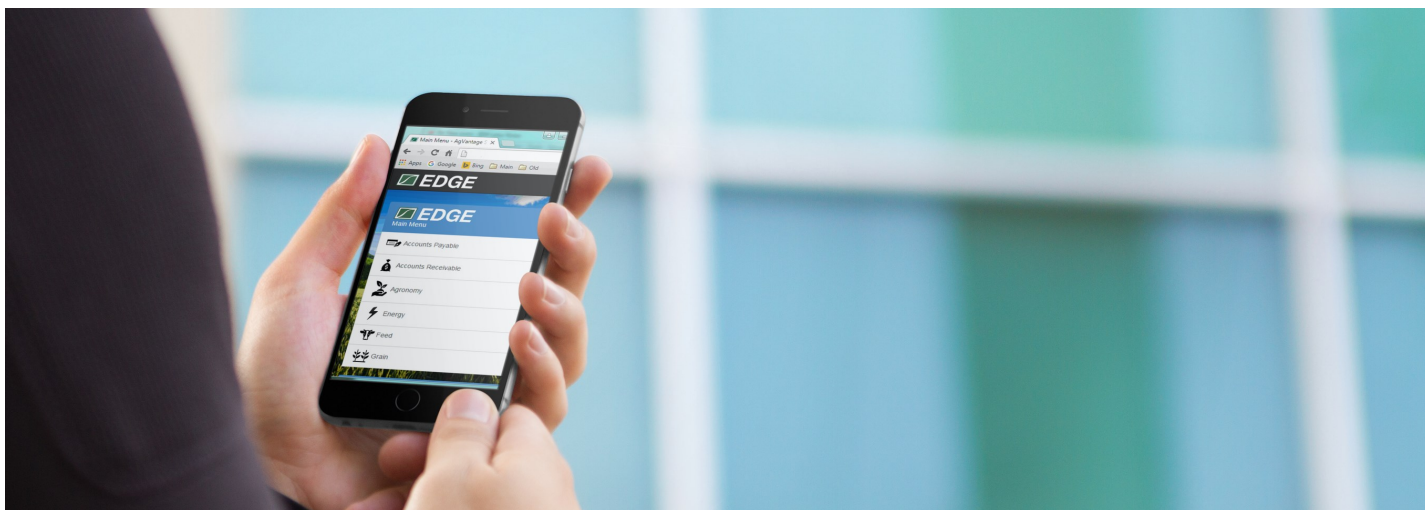 Main Menu - AgVantage
Apps Google Bing Main Old
EDGE
EDGE
Main Menu
Accounts Payable
Accounts Receivable
Agronomy
Energy
Feed
Grain